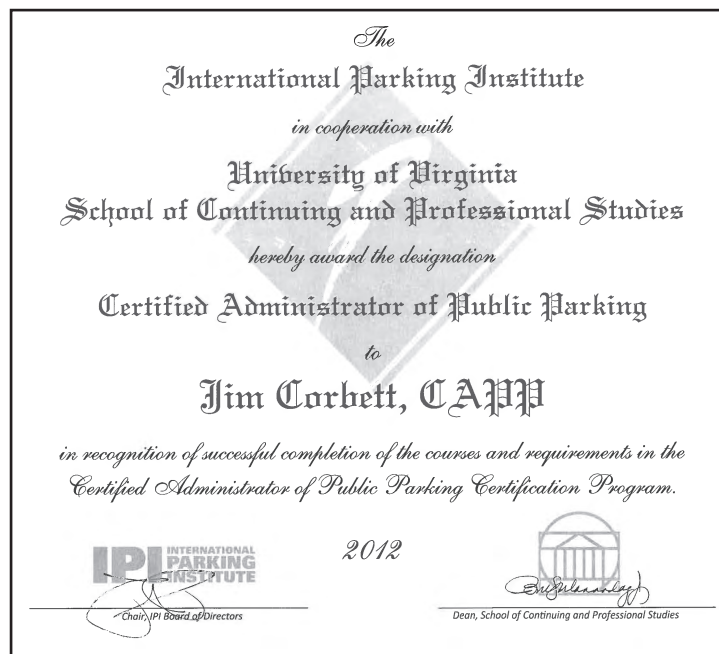 The
International Parking Institute
in cooperation with
University of Virginia
School of Continuing and Professional Studies
hereby award the designation
Certified Administrator of Public Parking
to
Jim Corbett, CAPP
in recognition of successful completion of the courses and requirements in the
Certified Administrator of Public Parking Certification Program.
2012
IPI INTERNATIONAL
PARKING
INSTITUTE
Chair, IPI Board of Directors
Dean, School of Continuing and Professional Studies